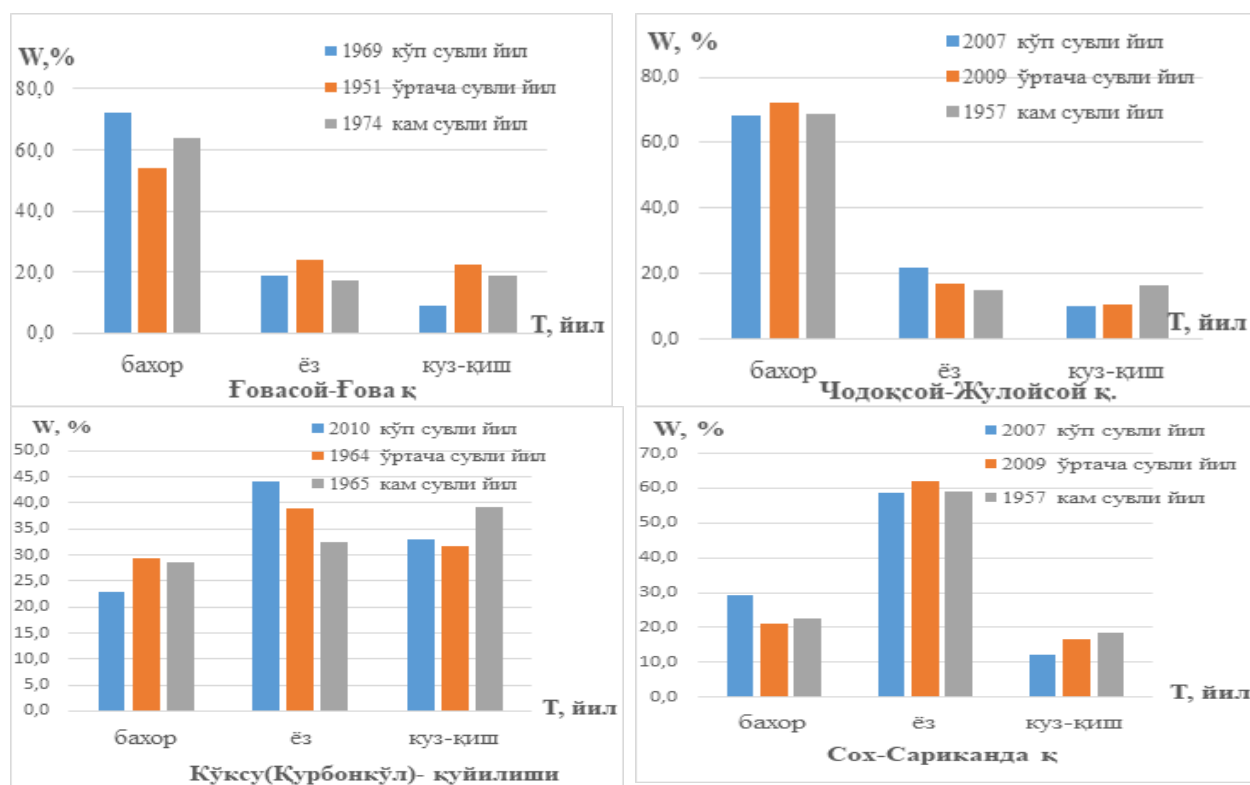 W,%
1969 кўп сувли йил
1951 ўртача сувли йил
1974 кам сувли йил
80,0
60,0
40,0
20,0
0,0
Т, йил
бахор
ёз
куз-қиш
Ғовасой-Ғова қ
W, %
2007 кўп сувли йил
2009 ўртача сувли йил
1957 кам сувли йил
80,0
60,0
40,0
20,0
0,0
Т, йил
бахор
ёз
куз-қиш
Чодоқсой-Жулойсой қ.
W, %
2010 кўп сувли йил
1964 ўртача сувли йил
1965 кам сувли йил
50,0
45,0
40,0
35,0
30,0
25,0
20,0
15,0
10,0
5,0
0,0
Т, йил
бахор
ёз
куз-қиш
Кўксу(Қурбонкўл)- қуйилиши
W, %
2007 кўп сувли йил
2009 ўртача сувли йил
1957 кам сувли йил
70,0
60,0
50,0
40,0
30,0
20,0
10,0
0,0
Т, йил
бахор
ёз
куз-қиш
Сох-Сариканда қ